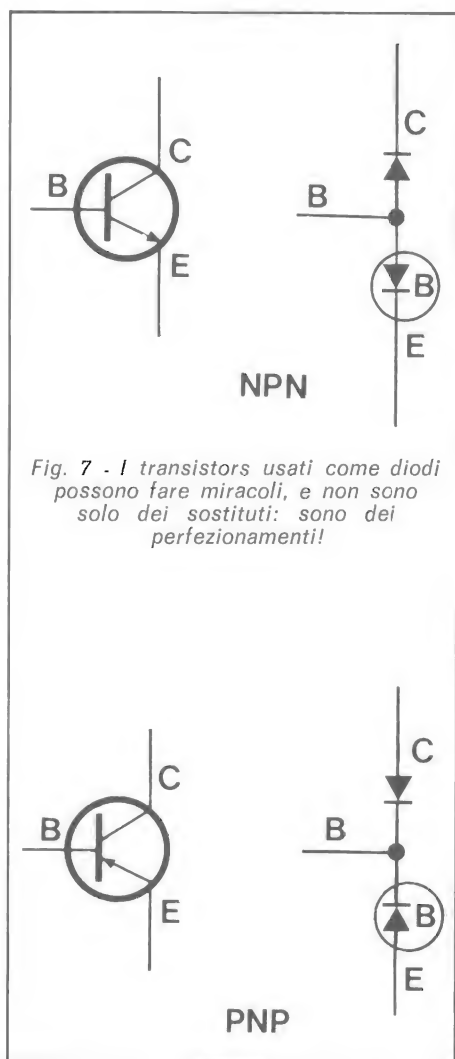 C
B
E
C
B
B
E
NPN
Fig. 7 - I transistors usati come diodi
possono fare miracoli, e non sono
solo dei sostituti: sono dei
perfezionamenti!
C
B
E
C
B
B
E
PNP